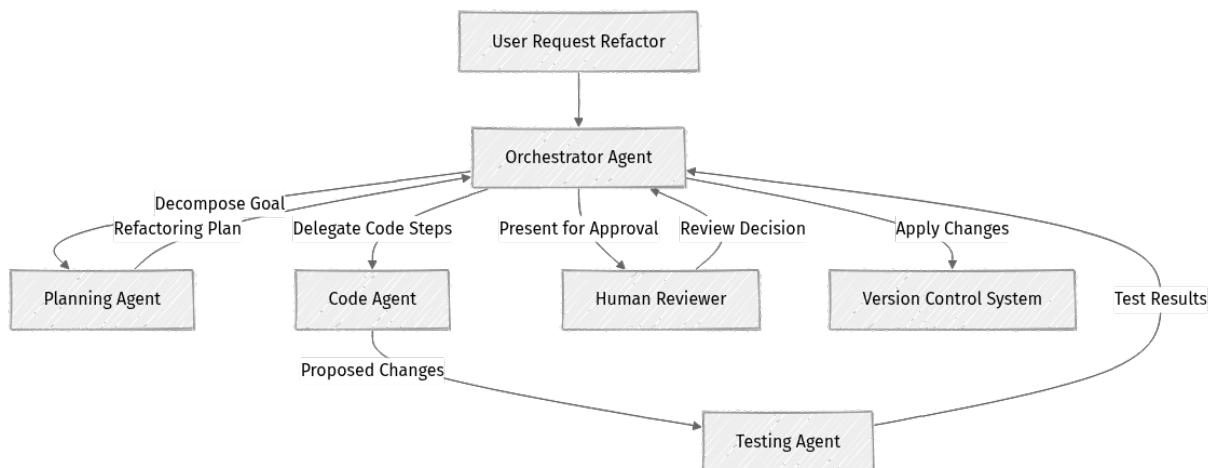 User Request Refactor
Orchestrator Agent
Decompose Goal
Refactoring Plan
Delegate Code Steps
Present for Approval
Review Decision
Apply Changes
Planning Agent
Code Agent
Human Reviewer
Version Control System
Test Results
Proposed Changes
Testing Agent